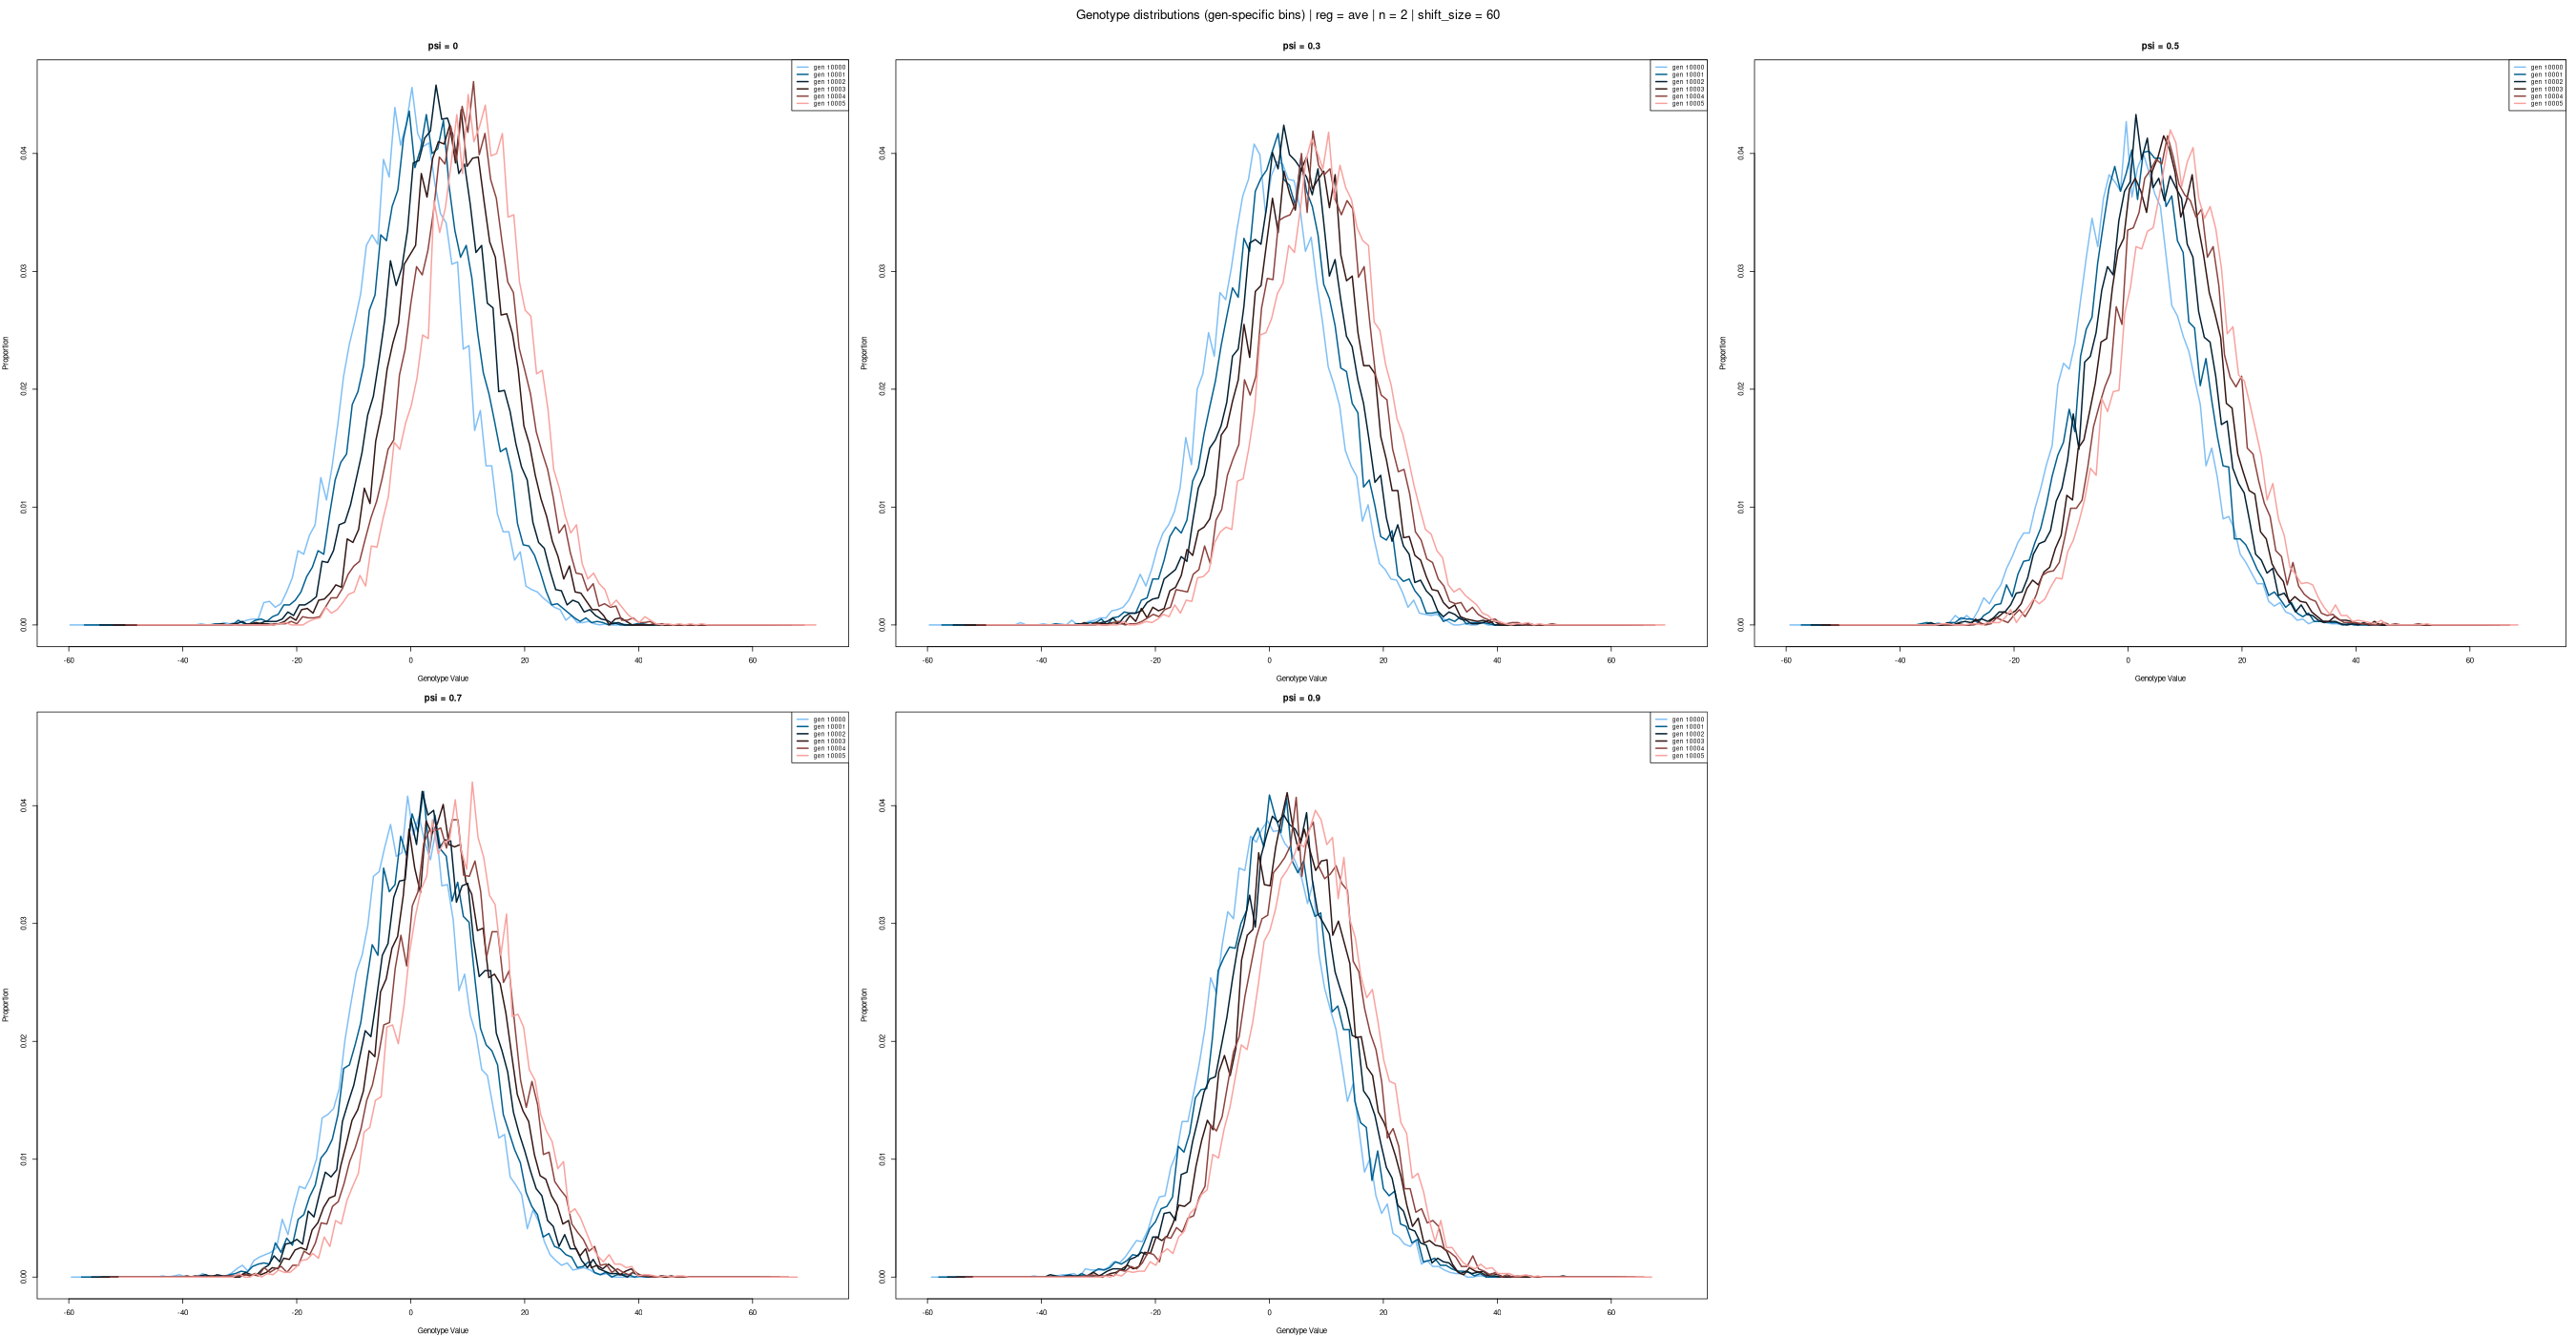 Genotype distributions (gen-specific bins) | reg = ave | n = 2 | shift_size = 60
psi = 0
gen 10000
gen 10001
gen 10002
gen 10003
gen 10004
gen 10005
Proportion
0.04
0.03
0.02
0.01
0.00
-60 -40 -20 0 20 40 60
Genotype Value
psi = 0.3
gen 10000
gen 10001
gen 10002
gen 10003
gen 10004
gen 10005
Proportion
0.04
0.03
0.02
0.01
0.00
-60 -40 -20 0 20 40 60
Genotype Value
psi = 0.5
gen 10000
gen 10001
gen 10002
gen 10003
gen 10004
gen 10005
Proportion
0.04
0.03
0.02
0.01
0.00
-60 -40 -20 0 20 40 60
Genotype Value
psi = 0.7
gen 10000
gen 10001
gen 10002
gen 10003
gen 10004
gen 10005
Proportion
0.04
0.03
0.02
0.01
0.00
-60 -40 -20 0 20 40 60
Genotype Value
psi = 0.9
gen 10000
gen 10001
gen 10002
gen 10003
gen 10004
gen 10005
Proportion
0.04
0.03
0.02
0.01
0.00
-60 -40 -20 0 20 40 60
Genotype Value